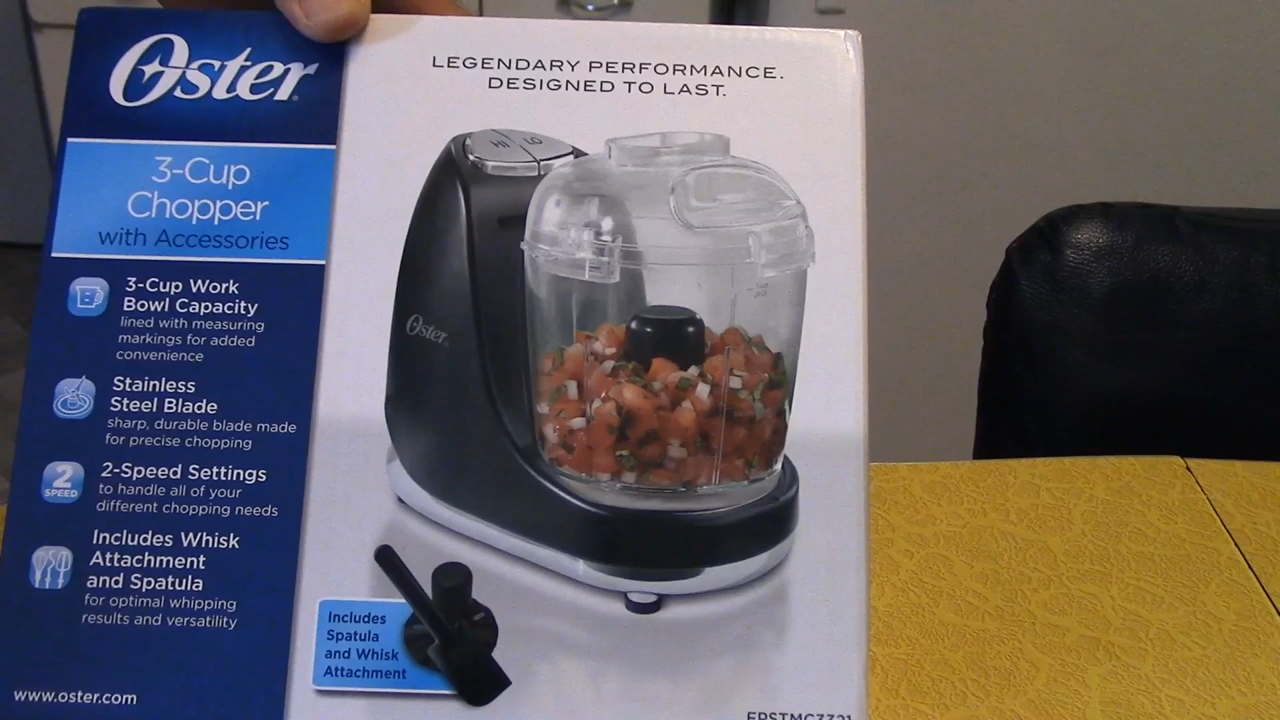 Oster
3-Cup
Chopper
with Accessories
3-Cup Work
Bowl Capacity
lined with measuring
markings for added
convenience
Stainless
Steel Blade
sharp, durable blade made
for precise chopping
2
SPEED
2-Speed Settings
to handle all of your
different chopping needs
Includes Whisk
Attachment
and Spatula
for optimal whipping
results and versatility
www.oster.com
LEGENDARY PERFORMANCE.
DESIGNED TO LAST.
HI LO
Oster
Includes
Spatula
and Whisk
Attachment